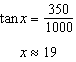 tan x = 350/1000
x ≈ 19